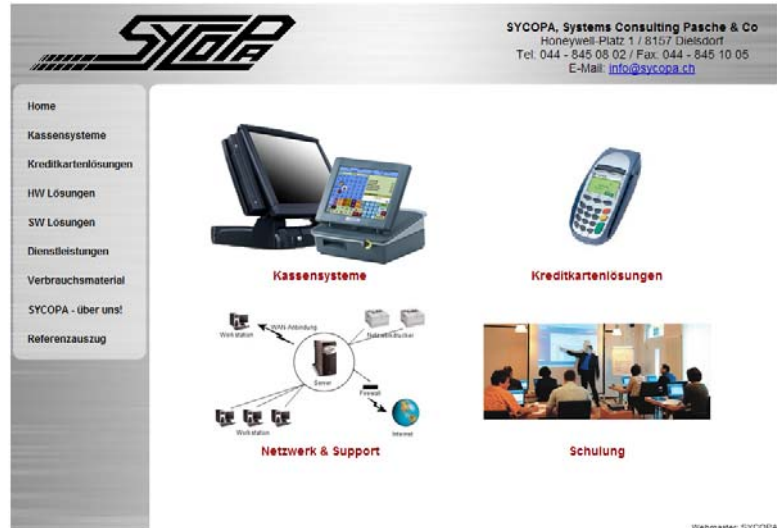 SYCOPA
SYCOPA, Systems Consulting Pasche & Co
Honeywell-Platz 1 / 8157 Dielsdorf
Tel: 044 - 845 08 02 / Fax: 044 - 845 10 05
E-Mail: info@sycopa.ch
Home
Kassensysteme
Kreditkartenlösungen
HW Lösungen
SW Lösungen
Dienstleistungen
Verbrauchsmaterial
SYCOPA - über uns!
Referenzauszug
Kassensysteme
Kreditkartenlösungen
WAN-Anbindung
Workstation
Netzwerkdrucker
Server
Firewall
Workstation
Internet
Netzwerk & Support
Schulung
Webmaster: SYCOPA